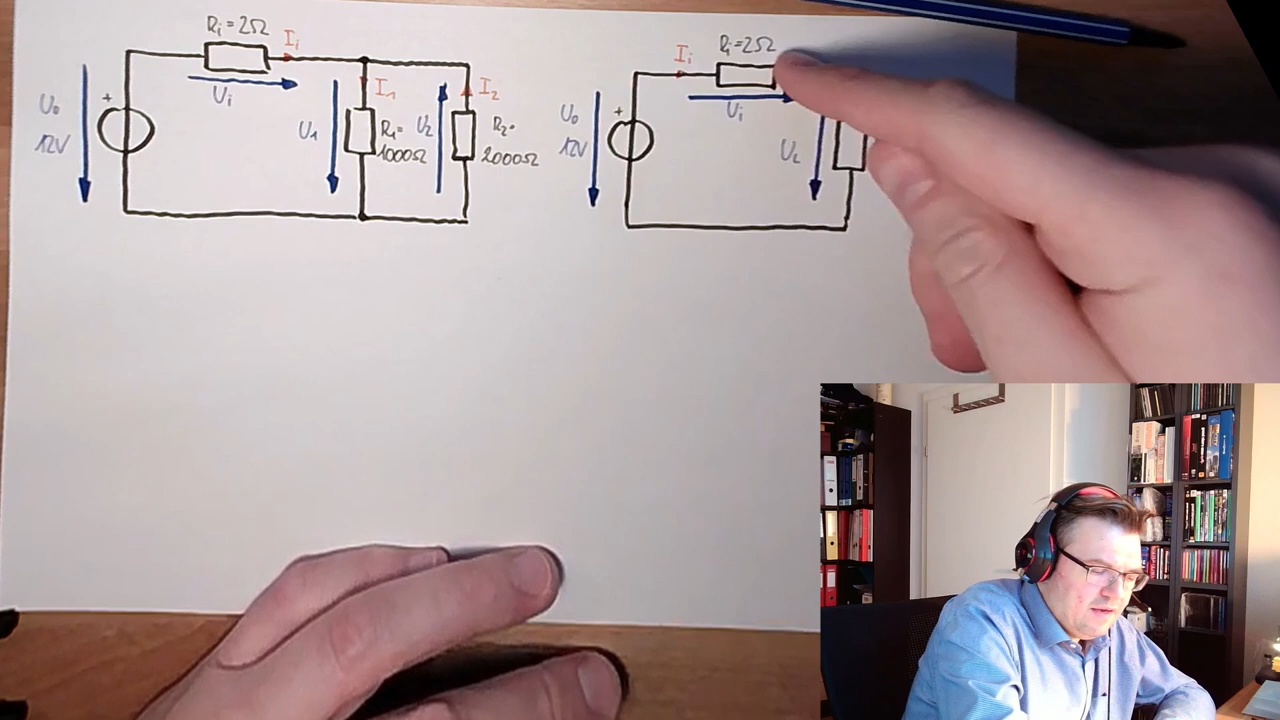 Ri=2Ω
Ii
Ui
U0
12V
U1
I1
R1=
1000Ω
U2
I2
R2=
2000Ω
Ri=2Ω
Ii
Ui
U0
12V
UL